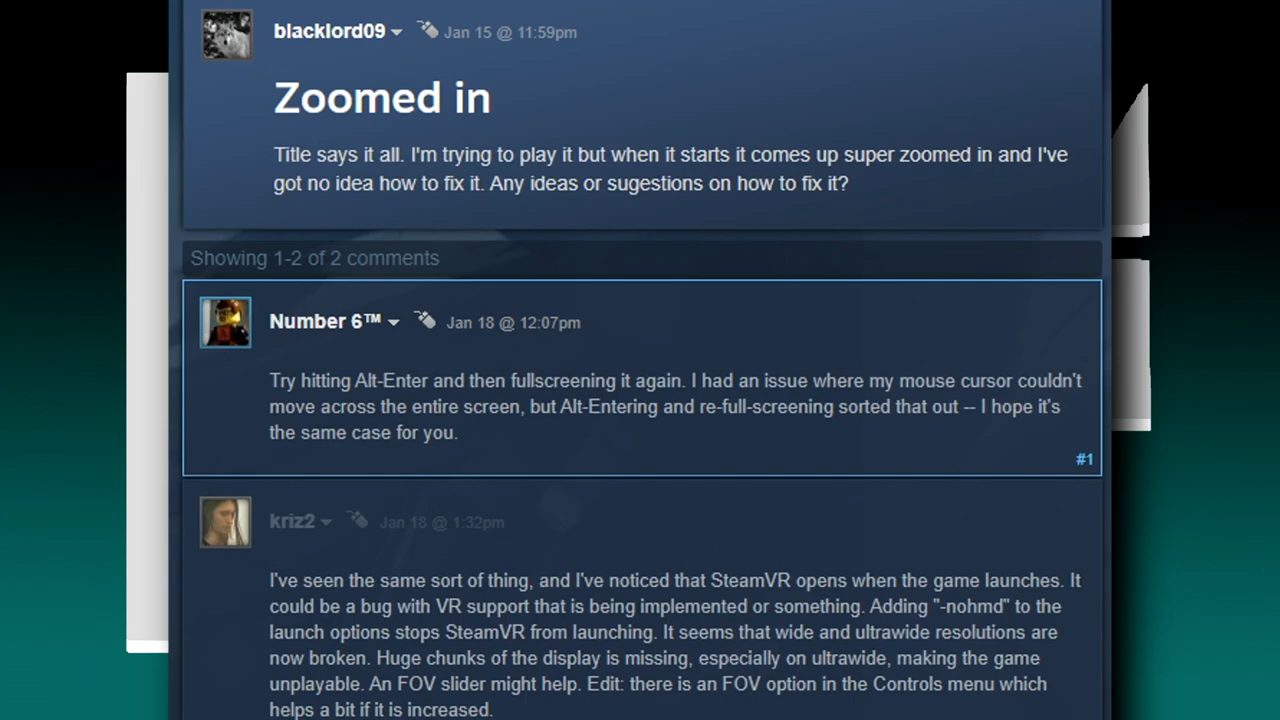 blacklord09 Jan 15 @ 11:59pm
Zoomed in
Title says it all. I'm trying to play it but when it starts it comes up super zoomed in and I've
got no idea how to fix it. Any ideas or sugestions on how to fix it?
Showing 1-2 of 2 comments
Number 6™ Jan 18 @ 12:07pm
Try hitting Alt-Enter and then fullscreening it again. I had an issue where my mouse cursor couldn't
move across the entire screen, but Alt-Entering and re-full-screening sorted that out -- I hope it's
the same case for you.
#1
kriz2 Jan 18 @ 1:32pm
I've seen the same sort of thing, and I've noticed that SteamVR opens when the game launches. It
could be a bug with VR support that is being implemented or something. Adding "-nohmd" to the
launch options stops SteamVR from launching. It seems that wide and ultrawide resolutions are
now broken. Huge chunks of the display is missing, especially on ultrawide, making the game
unplayable. An FOV slider might help. Edit: there is an FOV option in the Controls menu which
helps a bit if it is increased.